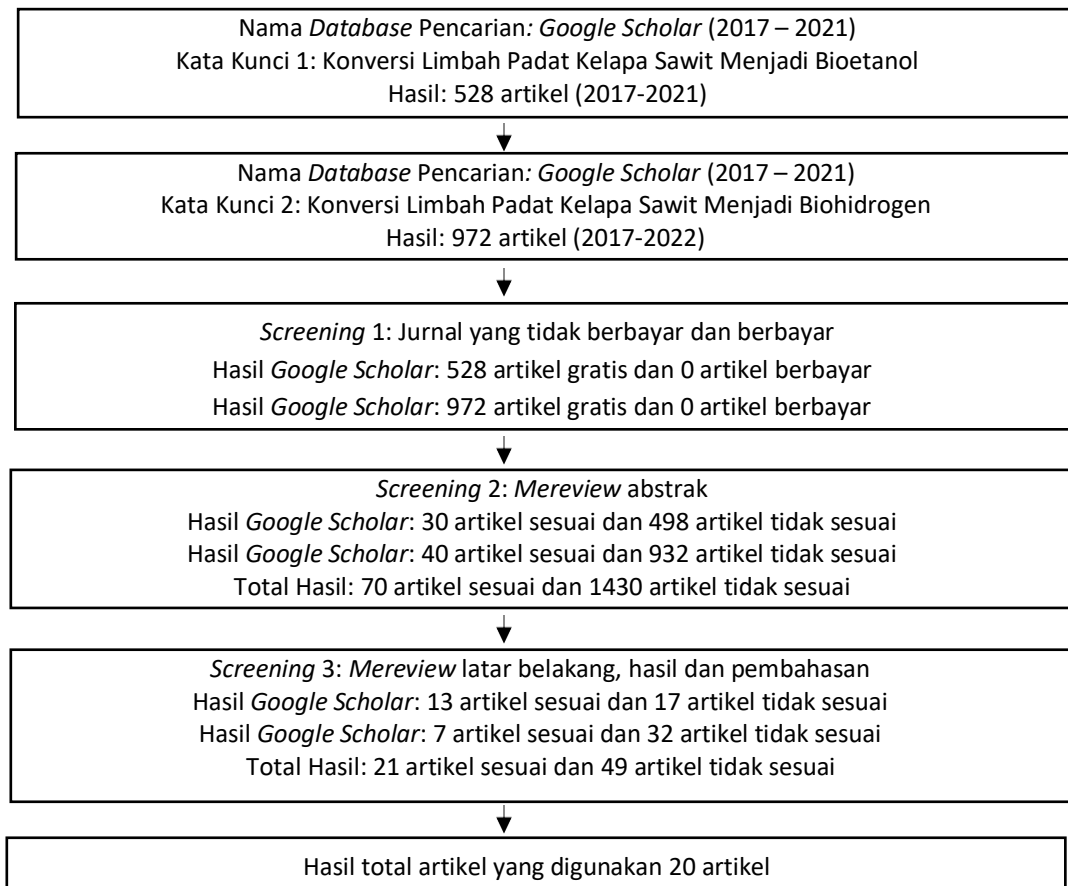 Nama Database Pencarian: Google Scholar (2017 – 2021)
Kata Kunci 1: Konversi Limbah Padat Kelapa Sawit Menjadi Bioetanol
Hasil: 528 artikel (2017-2021)
Nama Database Pencarian: Google Scholar (2017 – 2021)
Kata Kunci 2: Konversi Limbah Padat Kelapa Sawit Menjadi Biohidrogen
Hasil: 972 artikel (2017-2022)
Screening 1: Jurnal yang tidak berbayar dan berbayar
Hasil Google Scholar: 528 artikel gratis dan 0 artikel berbayar
Hasil Google Scholar: 972 artikel gratis dan 0 artikel berbayar
Screening 2: Mereview abstrak
Hasil Google Scholar: 30 artikel sesuai dan 498 artikel tidak sesuai
Hasil Google Scholar: 40 artikel sesuai dan 932 artikel tidak sesuai
Total Hasil: 70 artikel sesuai dan 1430 artikel tidak sesuai
Screening 3: Mereview latar belakang, hasil dan pembahasan
Hasil Google Scholar: 13 artikel sesuai dan 17 artikel tidak sesuai
Hasil Google Scholar: 7 artikel sesuai dan 32 artikel tidak sesuai
Total Hasil: 21 artikel sesuai dan 49 artikel tidak sesuai
Hasil total artikel yang digunakan 20 artikel